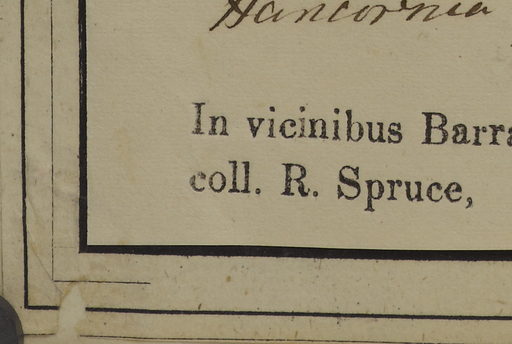 Hancornia
In vicinibus Barra
coll. R. Spruce,